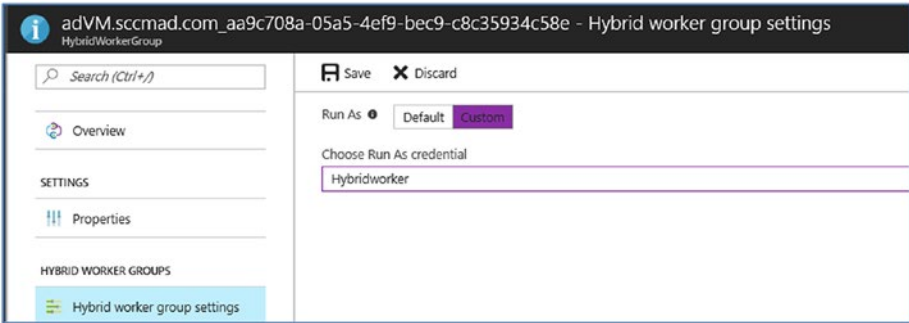 adVM.sccmad.com_aa9c708a-05a5-4ef9-bec9-c8c35934c58e - Hybrid worker group settings
HybridWorkerGroup
Search (Ctrl+/)
Overview
SETTINGS
Properties
HYBRID WORKER GROUPS
Hybrid worker group settings
Save Discard
Run As Default Custom
Choose Run As credential
Hybridworker